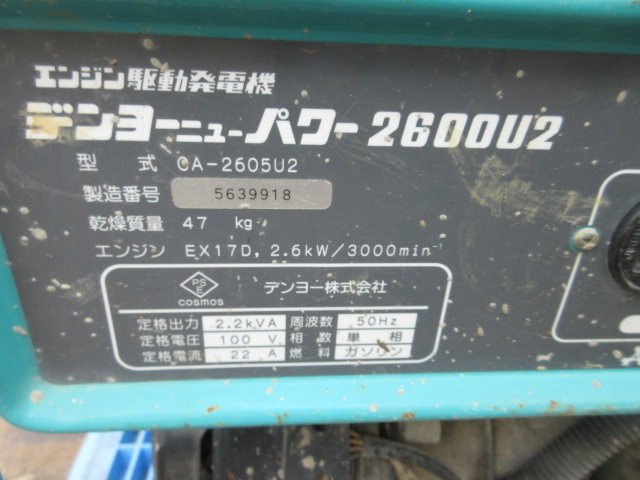 エンジン駆動発電機
デンヨーニューパワー2600U2
型 式 CA-2605U2
製造番号 5639918
乾燥質量 47 kg
エンジン EX17D, 2.6kW/3000min⁻¹
PS
E
cosmos
デンヨー株式会社
定格出力 2.2kVA 周波数 50Hz
定格電圧 100 V 相数 単相
定格電流 22 A 燃料 ガソリン